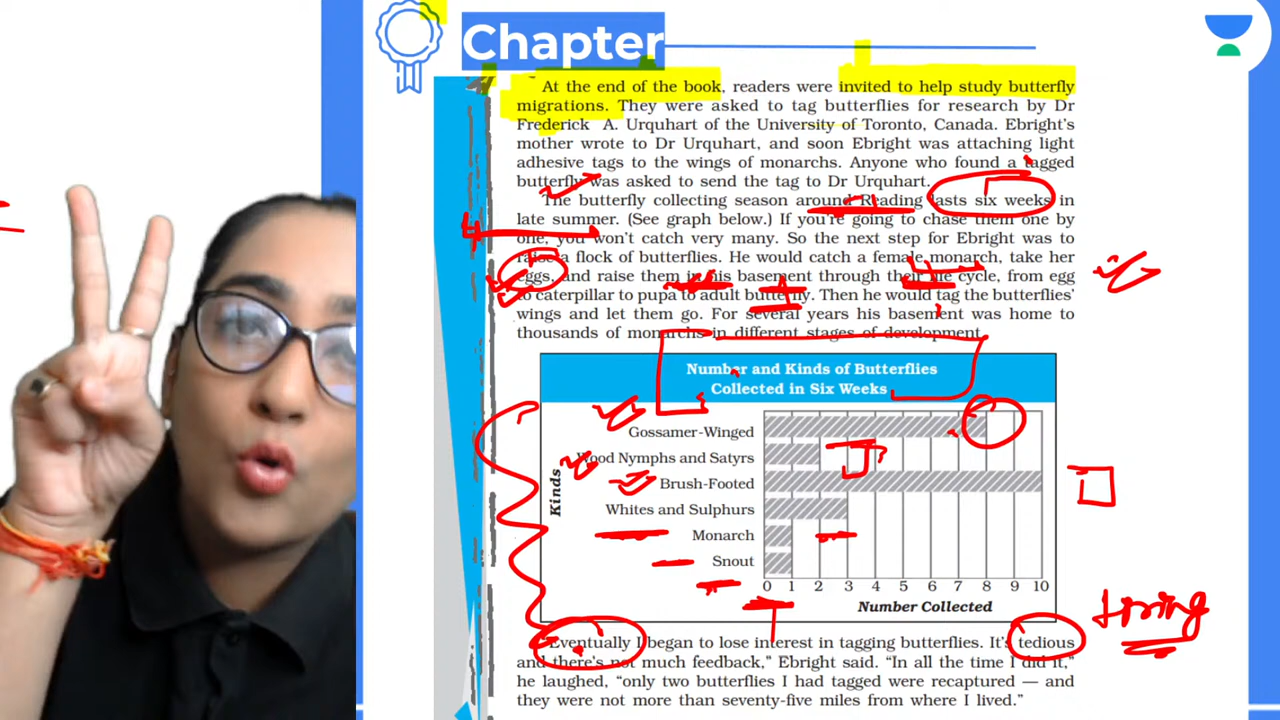 Chapter
At the end of the book, readers were invited to help study butterfly
migrations. They were asked to tag butterflies for research by Dr
Frederick A. Urquhart of the University of Toronto, Canada. Ebright's
mother wrote to Dr Urquhart, and soon Ebright was attaching light
adhesive tags to the wings of monarchs. Anyone who found a tagged
butterfly was asked to send the tag to Dr Urquhart.
The butterfly collecting season around Reading lasts six weeks in
late summer. (See graph below.) If you're going to chase them one by
one, you won't catch very many. So the next step for Ebright was to
raise a flock of butterflies. He would catch a female monarch, take her
eggs, and raise them in his basement through their life cycle, from egg
to caterpillar to pupa to adult butterfly. Then he would tag the butterflies'
wings and let them go. For several years his basement was home to
thousands of monarchs in different stages of development.
Number and Kinds of Butterflies
Collected in Six Weeks
Kinds
Gossamer-Winged
Wood Nymphs and Satyrs
Brush-Footed
Whites and Sulphurs
Monarch
Snout
0 1 2 3 4 5 6 7 8 9 10
Number Collected
"Eventually I began to lose interest in tagging butterflies. It's tedious
and there's not much feedback," Ebright said. "In all the time I did it,"
he laughed, "only two butterflies I had tagged were recaptured — and
they were not more than seventy-five miles from where I lived."